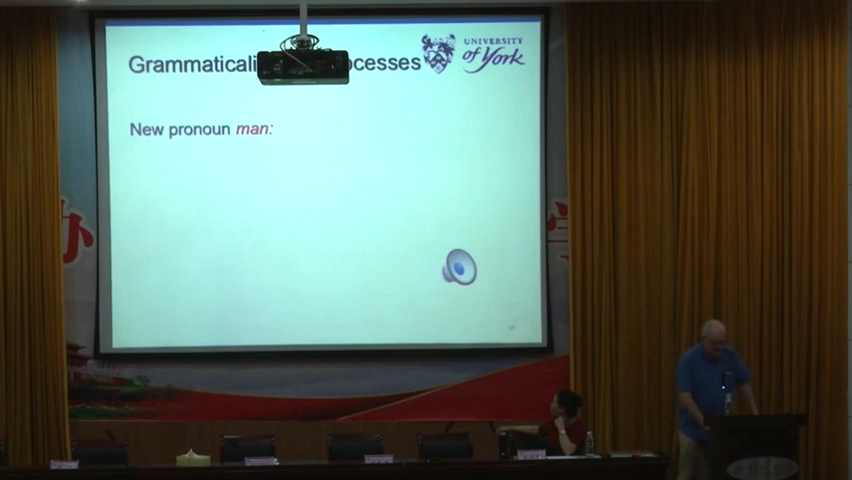 Grammaticali ocesses
UNIVERSITY
of York
New pronoun man: